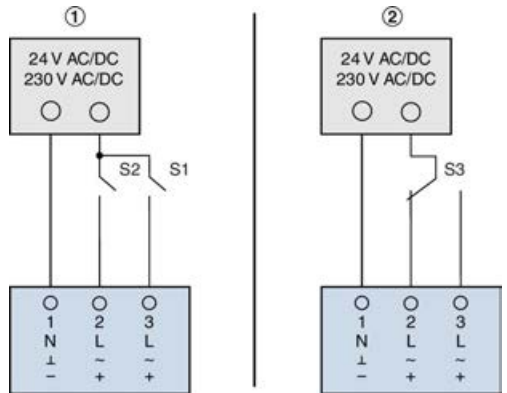 ①
24 V AC/DC
230 V AC/DC
S2 S1
1 2 3
N L L
⊥ ~ ~
− + +
②
24 V AC/DC
230 V AC/DC
S3
1 2 3
N L L
⊥ ~ ~
− + +